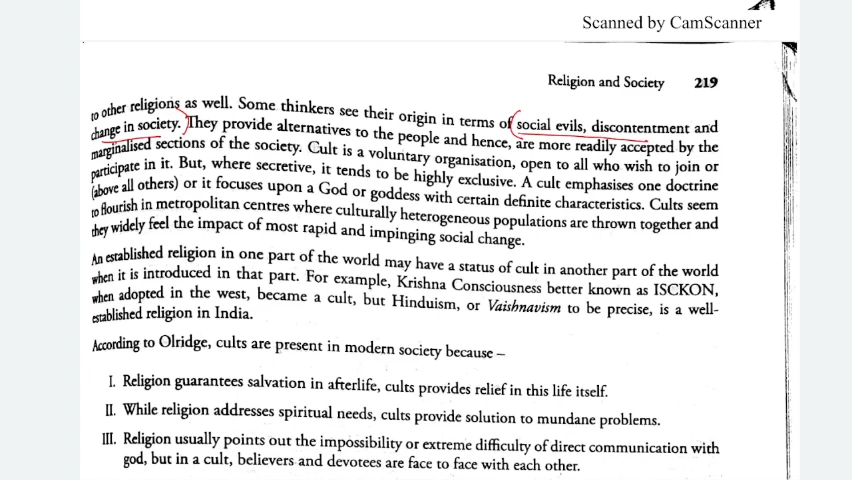 Scanned by CamScanner
Religion and Society 219
to other religions as well. Some thinkers see their origin in terms of social evils, discontentment and
change in society. They provide alternatives to the people and hence, are more readily accepted by the
marginalised sections of the society. Cult is a voluntary organisation, open to all who wish to join or
participate in it. But, where secretive, it tends to be highly exclusive. A cult emphasises one doctrine
(above all others) or it focuses upon a God or goddess with certain definite characteristics. Cults seem
to flourish in metropolitan centres where culturally heterogeneous populations are thrown together and
they widely feel the impact of most rapid and impinging social change.
An established religion in one part of the world may have a status of cult in another part of the world
when it is introduced in that part. For example, Krishna Consciousness better known as ISCKON,
when adopted in the west, became a cult, but Hinduism, or Vaishnavism to be precise, is a well-
established religion in India.
According to Olridge, cults are present in modern society because –
I. Religion guarantees salvation in afterlife, cults provides relief in this life itself.
II. While religion addresses spiritual needs, cults provide solution to mundane problems.
III. Religion usually points out the impossibility or extreme difficulty of direct communication with
god, but in a cult, believers and devotees are face to face with each other.